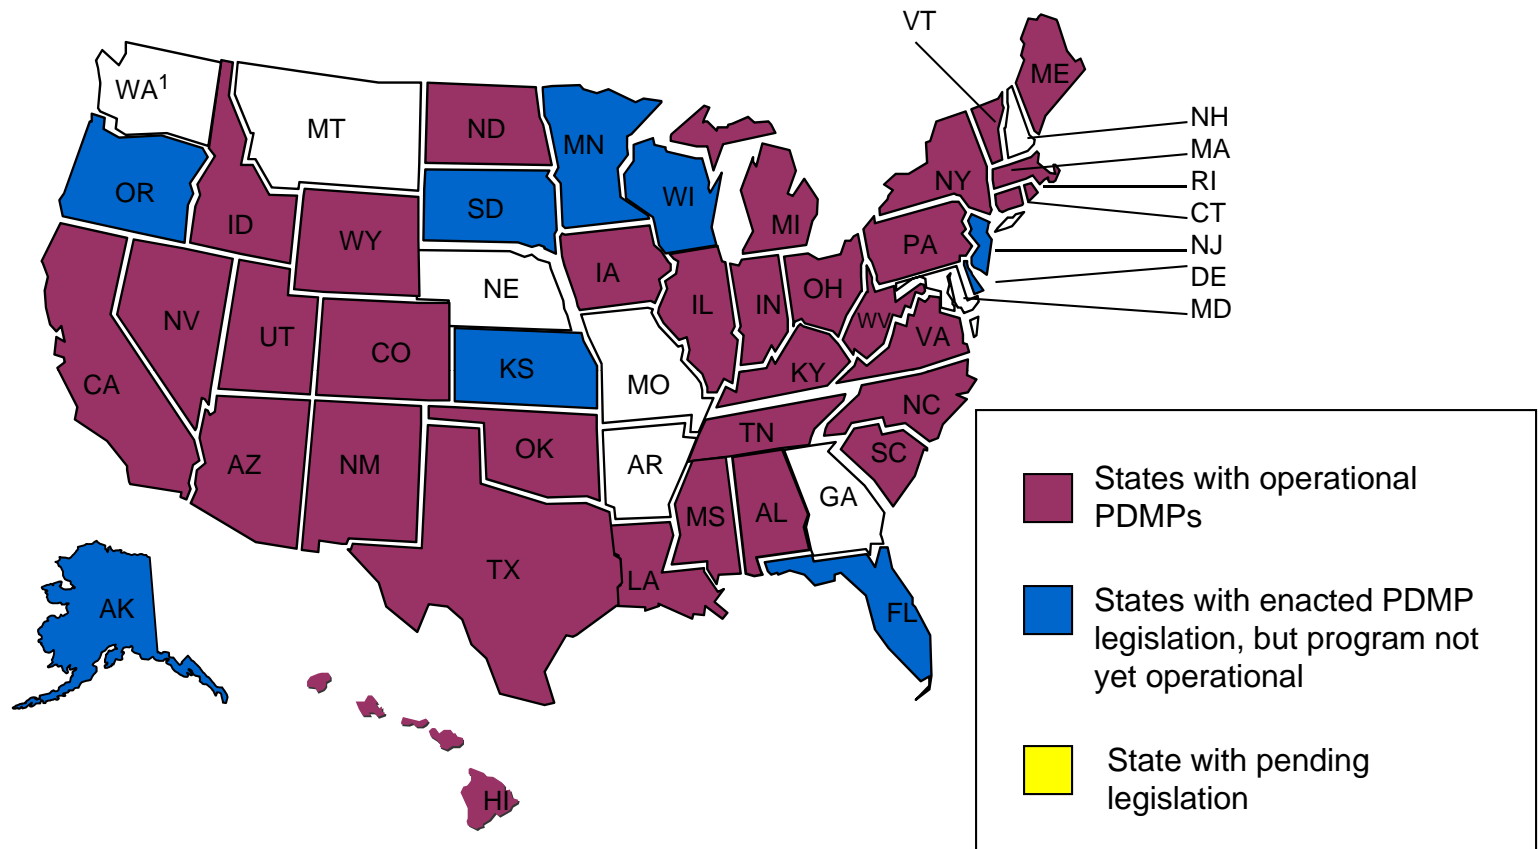 VT
ME
WA1
NH
MT
ND
MN
MA
NY
RI
OR
SD
WI
CT
ID
WY
MI
PA
NJ
IA
DE
NE
IL
IN
OH
MD
NV
WV
UT
CO
VA
KS
CA
MO
KY
NC
TN
OK
SC
AZ
NM
AR
GA
MS
AL
TX
LA
AK
FL
HI
States with operational
PDMPs
States with enacted PDMP
legislation, but program not
yet operational
State with pending
legislation